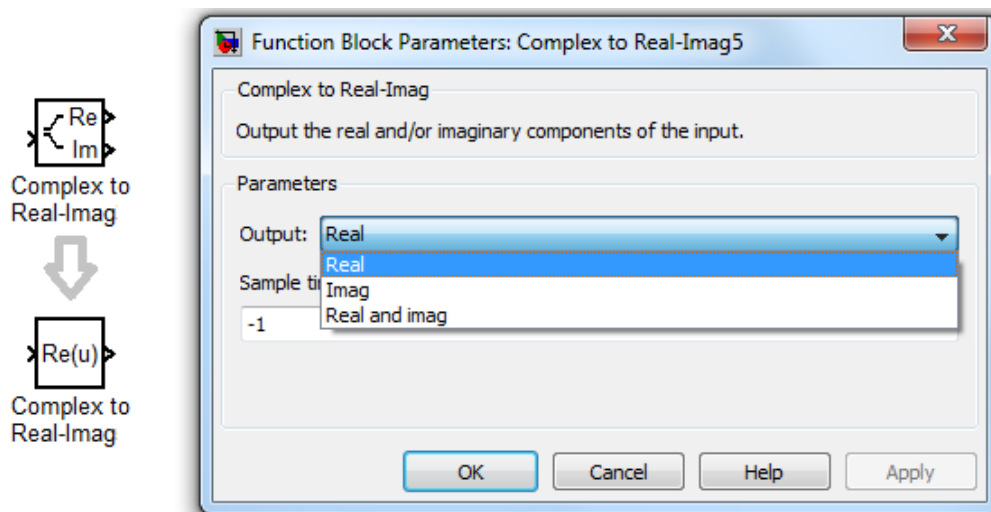 Re
Im
Complex to
Real-Imag
Re(u)
Complex to
Real-Imag
Function Block Parameters: Complex to Real-Imag5
Complex to Real-Imag
Output the real and/or imaginary components of the input.
Parameters
Output: Real
Real
Sample ti
Imag
Real and imag
-1
OK Cancel Help Apply